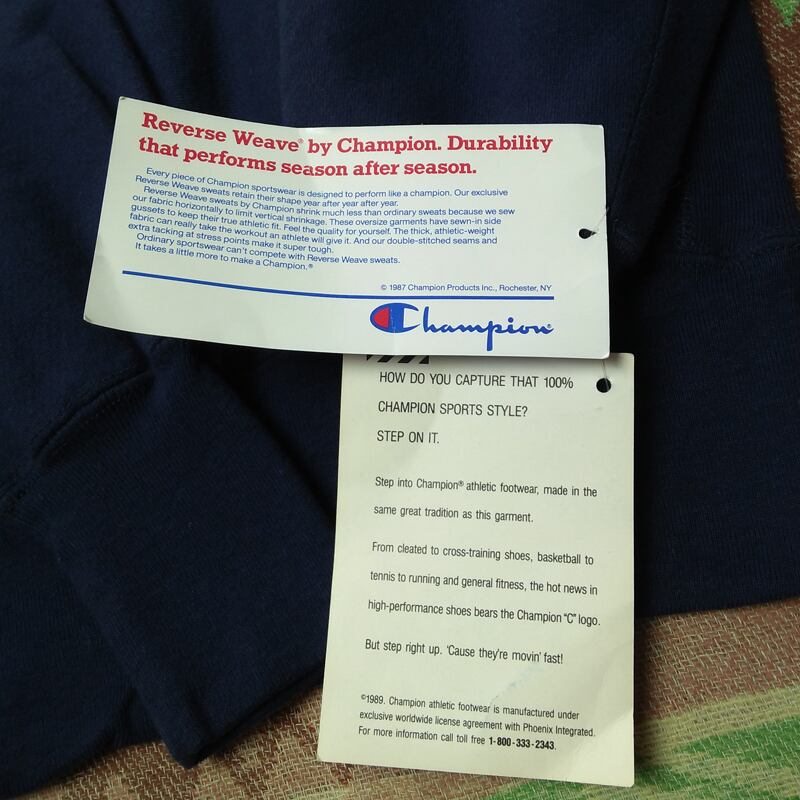 Reverse Weave® by Champion. Durability
that performs season after season.
Every piece of Champion sportswear is designed to perform like a champion. Our exclusive
Reverse Weave sweats retain their shape year after year after year.
Reverse Weave sweats by Champion shrink much less than ordinary sweats because we sew
our fabric horizontally to limit vertical shrinkage. These oversize garments have sewn-in side
gussets to keep their true athletic fit. Feel the quality for yourself. The thick, athletic-weight
fabric can really take the workout an athlete will give it. And our double-stitched seams and
extra tacking at stress points make it super tough.
Ordinary sportswear can't compete with Reverse Weave sweats.
It takes a little more to make a Champion.®
© 1987 Champion Products Inc., Rochester, NY
Champion®
HOW DO YOU CAPTURE THAT 100%
CHAMPION SPORTS STYLE?
STEP ON IT.
Step into Champion® athletic footwear, made in the
same great tradition as this garment.
From cleated to cross-training shoes, basketball to
tennis to running and general fitness, the hot news in
high-performance shoes bears the Champion "C" logo.
But step right up. 'Cause they're movin' fast!
©1989. Champion athletic footwear is manufactured under
exclusive worldwide license agreement with Phoenix Integrated.
For more information call toll free 1-800-333-2343.